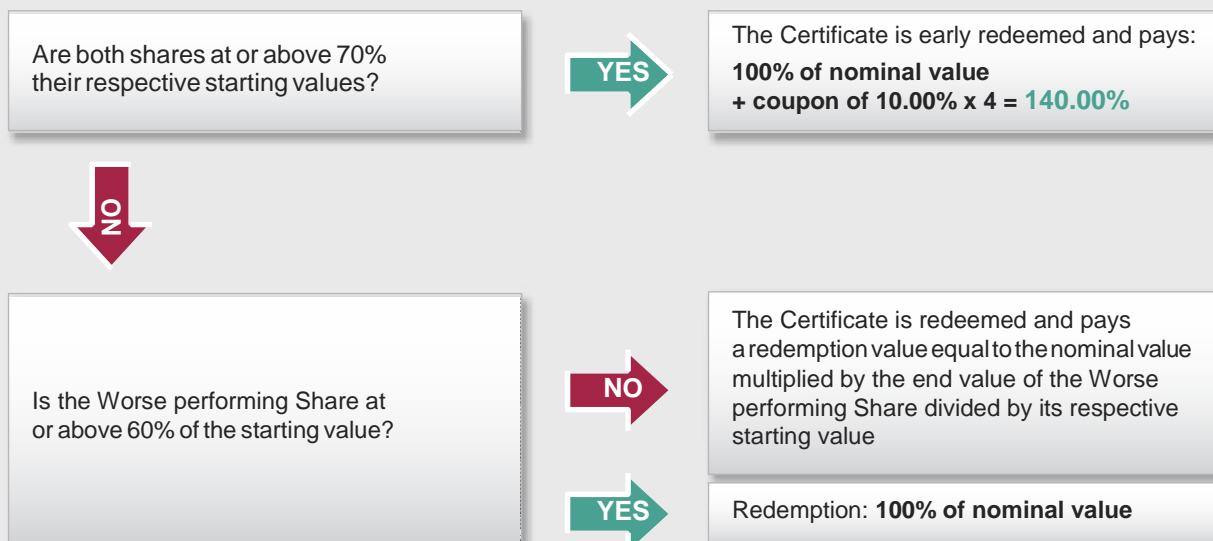 Are both shares at or above 70%
their respective starting values?
YES
The Certificate is early redeemed and pays:
100% of nominal value
+ coupon of 10.00% x 4 = 140.00%
NO
Is the Worse performing Share at
or above 60% of the starting value?
NO
The Certificate is redeemed and pays
a redemption value equal to the nominal value
multiplied by the end value of the Worse
performing Share divided by its respective
starting value
YES
Redemption: 100% of nominal value